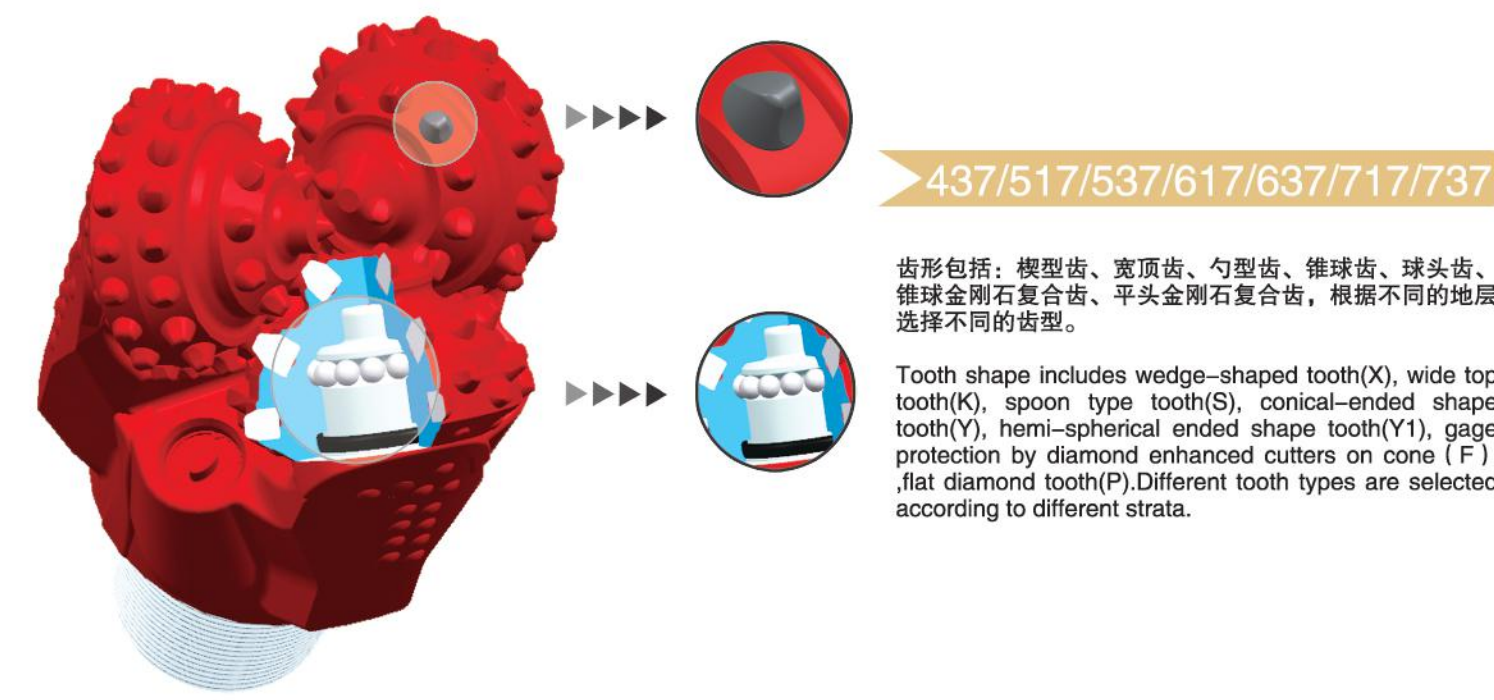 437/517/537/617/637/717/737
齿形包括：楔型齿、宽顶齿、勺型齿、锥球齿、球头齿、
锥球金刚石复合齿、平头金刚石复合齿，根据不同的地层
选择不同的齿型。
Tooth shape includes wedge–shaped tooth(X), wide top
tooth(K), spoon type tooth(S), conical–ended shape
tooth(Y), hemi–spherical ended shape tooth(Y1), gage
protection by diamond enhanced cutters on cone ( F )
,flat diamond tooth(P).Different tooth types are selected
according to different strata.